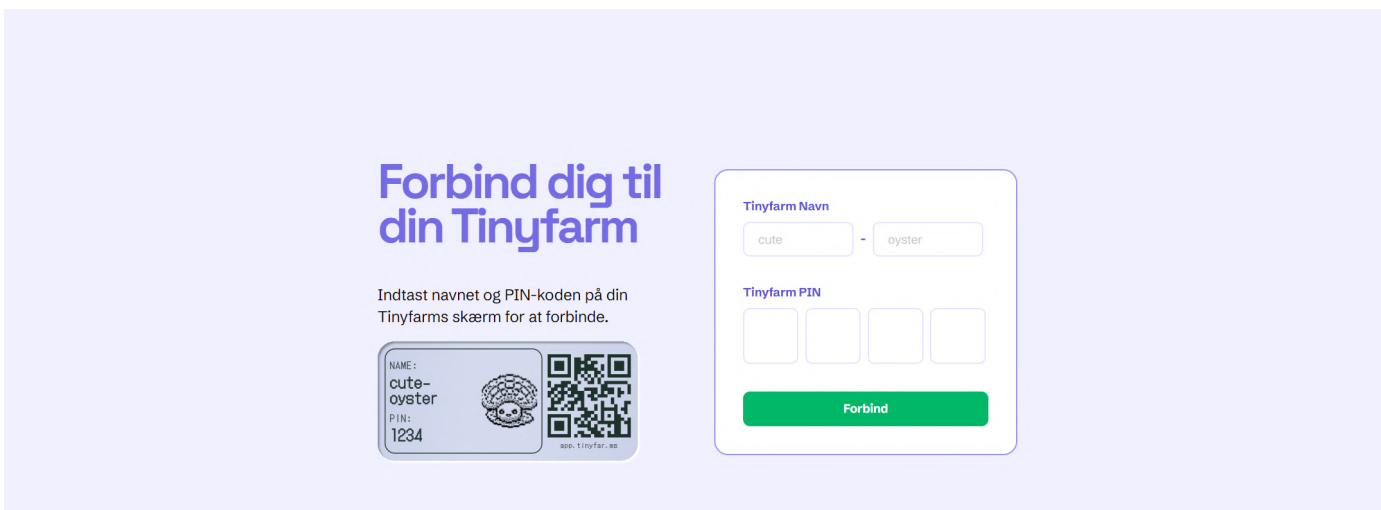 Forbind dig til
din Tinyfarm
Indtast navnet og PIN-koden på din
Tinyfarms skærm for at forbinde.
NAME:
cute-
oyster
PIN:
1234
app.tinyfar.me
Tinyfarm Navn
cute - oyster
Tinyfarm PIN
Forbind